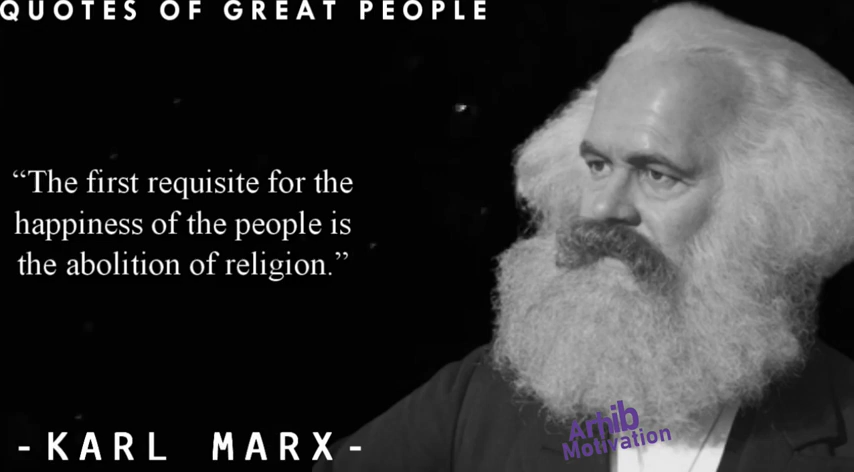 QUOTES OF GREAT PEOPLE
“The first requisite for the
happiness of the people is
the abolition of religion.”
-KARL MARX-
Arhib
Motivation